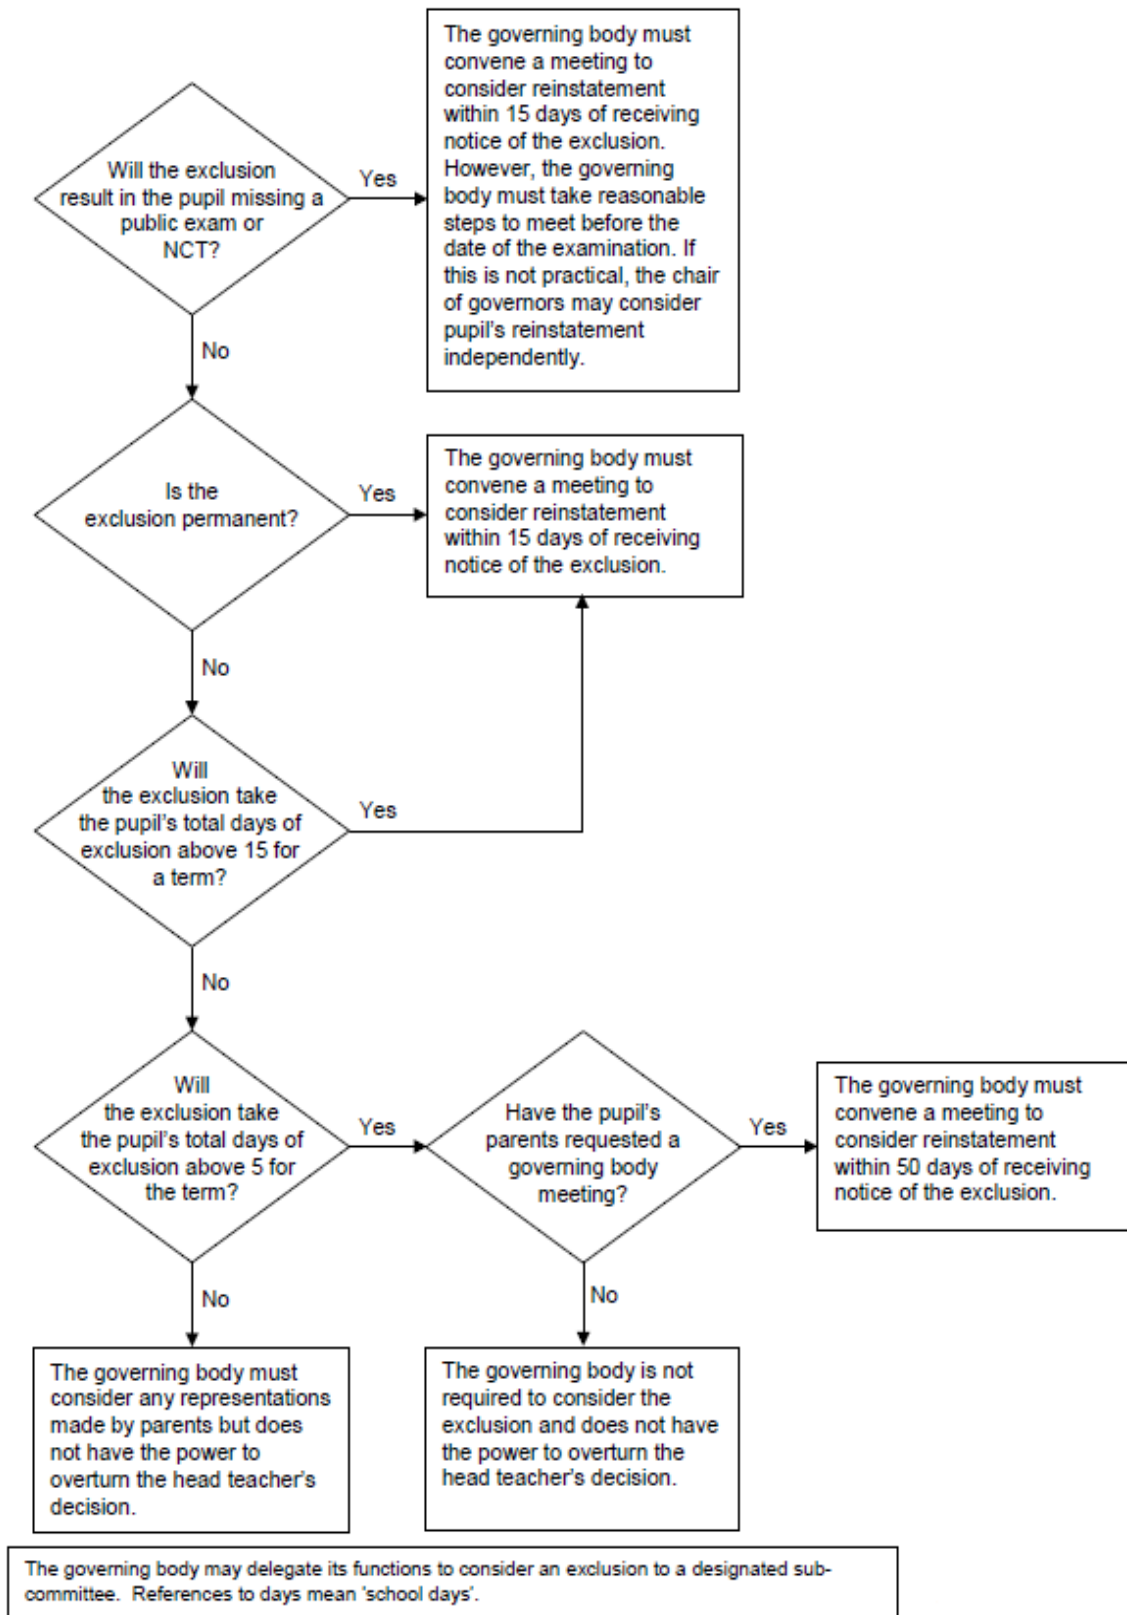 Will the exclusion
result in the pupil missing a
public exam or
NCT?
Yes
The governing body must
convene a meeting to
consider reinstatement
within 15 days of receiving
notice of the exclusion.
However, the governing
body must take reasonable
steps to meet before the
date of the examination. If
this is not practical, the chair
of governors may consider
pupil's reinstatement
independently.
No
Is the
exclusion permanent?
Yes
The governing body must
convene a meeting to
consider reinstatement
within 15 days of receiving
notice of the exclusion.
No
Will
the exclusion take
the pupil's total days of
exclusion above 15 for
a term?
Yes
No
Will
the exclusion take
the pupil's total days of
exclusion above 5 for
the term?
Yes
Have the pupil's
parents requested a
governing body
meeting?
Yes
The governing body must
convene a meeting to
consider reinstatement
within 50 days of receiving
notice of the exclusion.
No
No
The governing body must
consider any representations
made by parents but does
not have the power to
overturn the head teacher's
decision.
The governing body is not
required to consider the
exclusion and does not have
the power to overturn the
head teacher's decision.
The governing body may delegate its functions to consider an exclusion to a designated sub-
committee. References to days mean 'school days'.